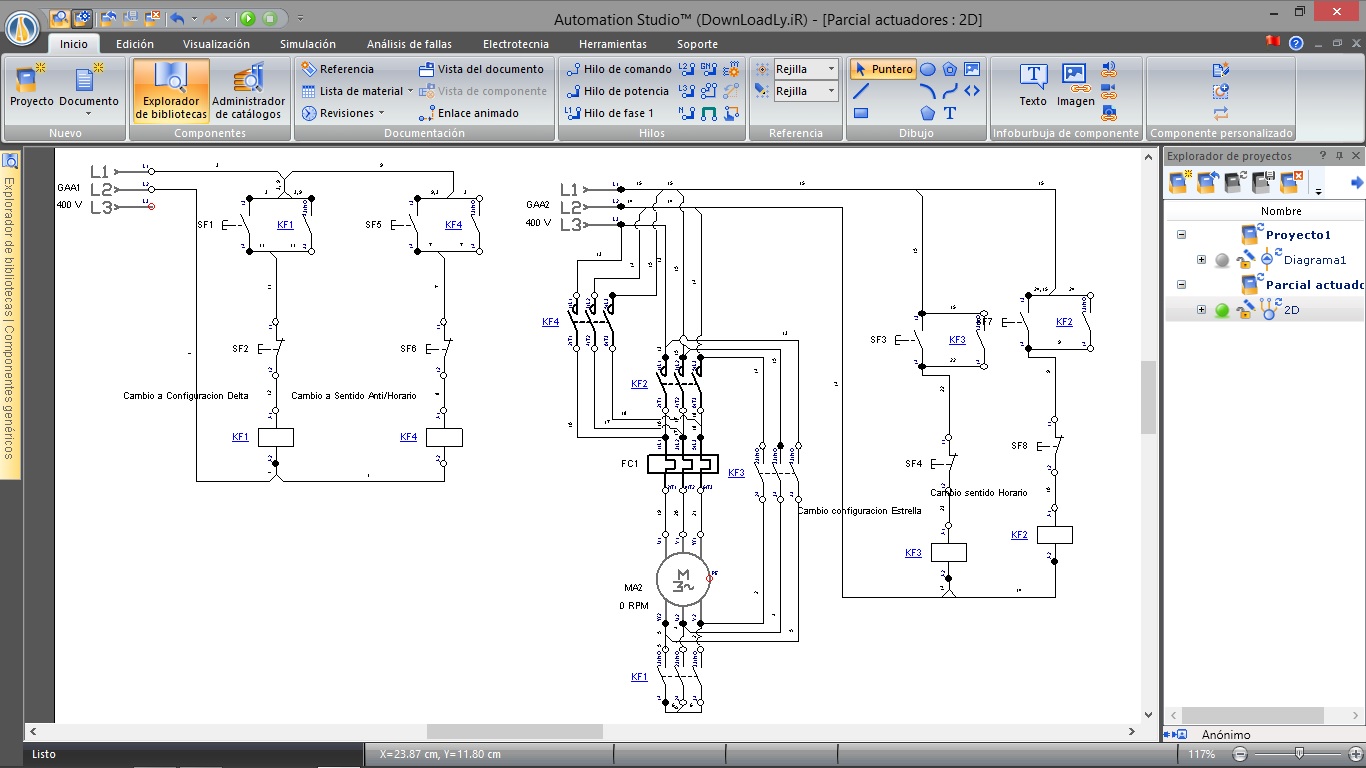 Automation Studio™ (DownLoadLy.iR) - [Parcial actuadores : 2D]
Inicio Edición Visualización Simulación Análisis de fallas Electrotecnia Herramientas Soporte
Proyecto Documento
Nuevo
Explorador de bibliotecas
Administrador de catálogos
Componentes
Referencia Vista del documento
Lista de material Vista de componente
Revisiones Enlace animado
Documentación
Hilo de comando
Hilo de potencia
Hilo de fase 1
Hilos
Rejilla
Rejilla
Referencia
Puntero
Dibujo
Texto Imagen
Infoburbuja de componente
Componente personalizado
Explorador de bibliotecas | Componentes genéricos
L1
GAA1 L2
400 V L3
SF1 KF1 SF5 KF4
SF2 SF6
Cambio a Configuracion Delta Cambio a Sentido Anti/Horario
KF1 KF4
L1
GAA2 L2
400 V L3
KF4
KF2
FC1
KF3
MA2
M
3~
0 RPM
KF1
SF3 KF3 SF7 KF2
SF4 SF8
Cambio sentido Horario
Cambio configuracion Estrella
KF3 KF2
Explorador de proyectos
Nombre
Proyecto1
Diagrama1
Parcial actuado
2D
Anónimo
Listo X=23.87 cm, Y=11.80 cm 117%